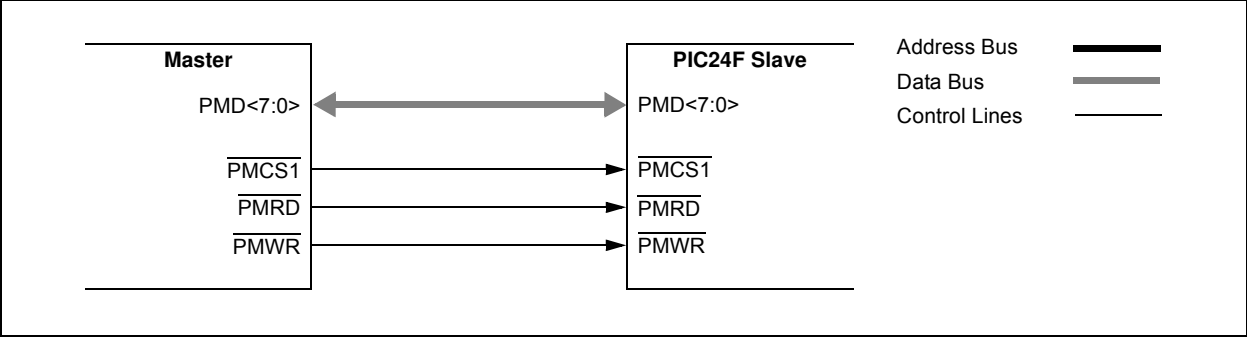 Master
PMD<7:0>
PMCS1
PMRD
PMWR
PIC24F Slave
PMD<7:0>
PMCS1
PMRD
PMWR
Address Bus
Data Bus
Control Lines